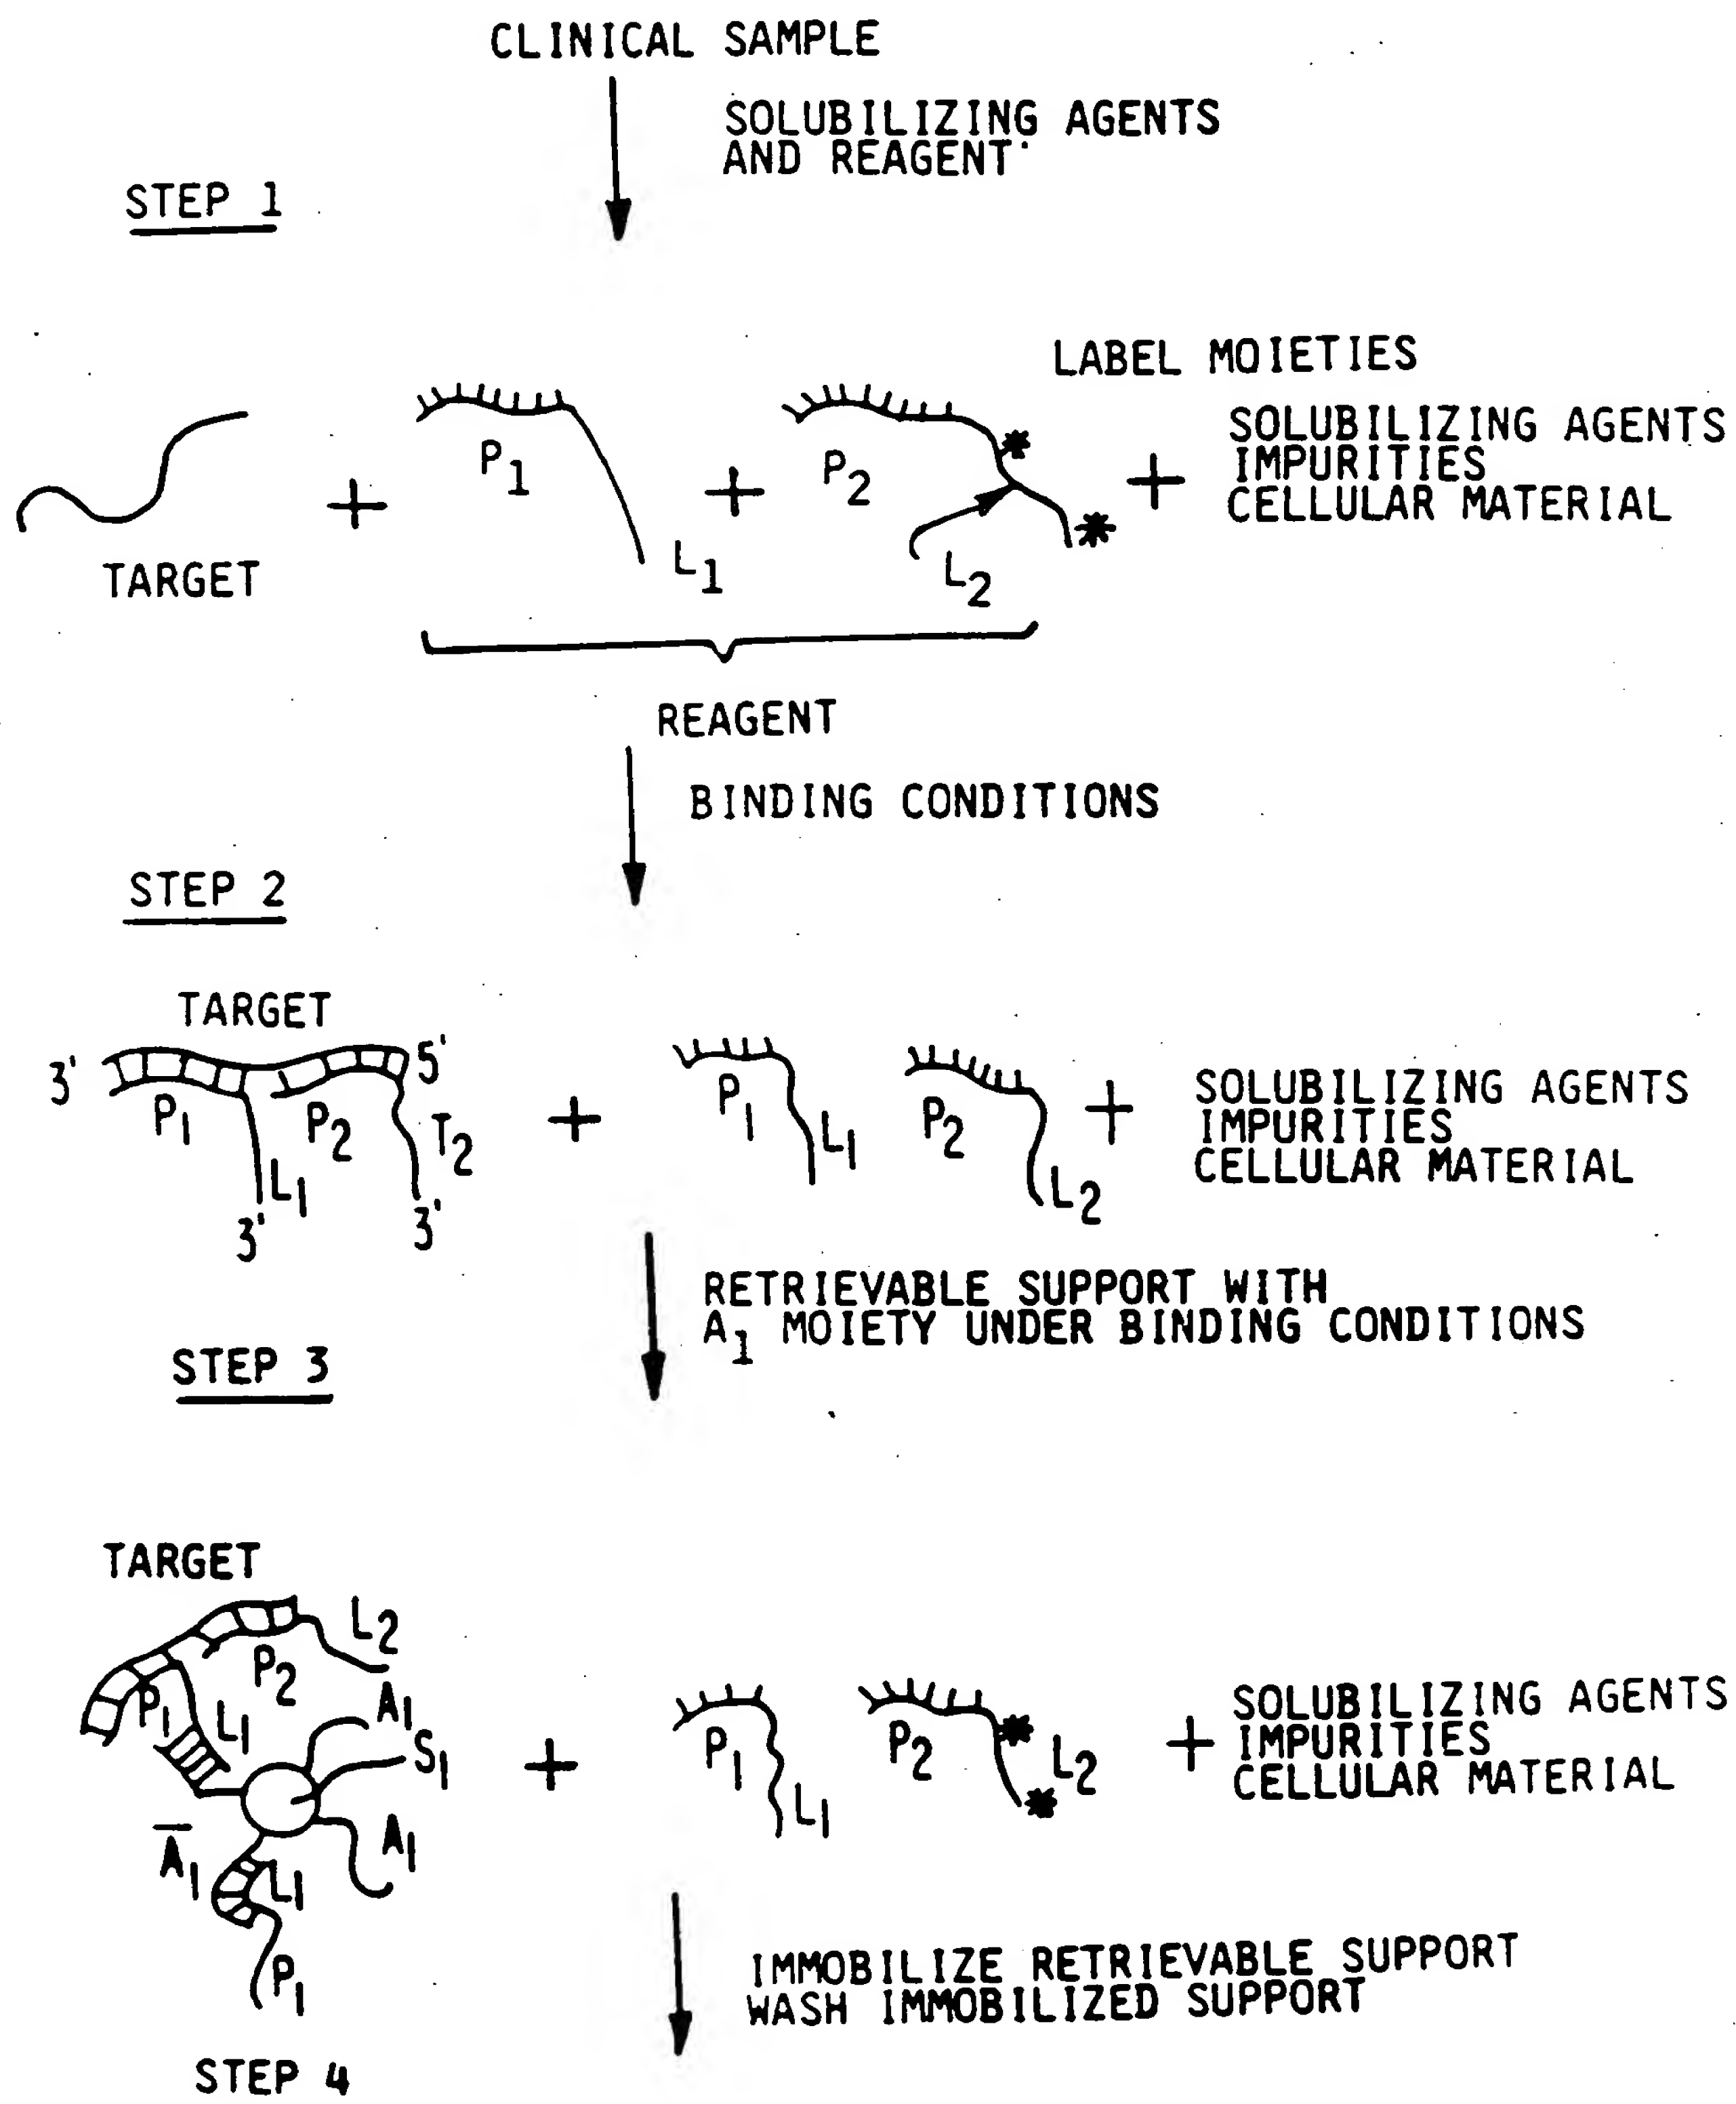 CLINICAL SAMPLE
SOLUBILIZING AGENTS
AND REAGENT
STEP 1
LABEL MOIETIES
TARGET
+
P1
L1
+
P2
L2
*
*
+
SOLUBILIZING AGENTS
IMPURITIES
CELLULAR MATERIAL
REAGENT
BINDING CONDITIONS
STEP 2
TARGET
3'
5'
P1
L1
3'
P2
T2
3'
+
P1
L1
P2
L2
+
SOLUBILIZING AGENTS
IMPURITIES
CELLULAR MATERIAL
RETRIEVABLE SUPPORT WITH
A1 MOIETY UNDER BINDING CONDITIONS
STEP 3
TARGET
L2
P2
P1
L1
A1
S1
A1
Ā1
L1
P1
+
P1
L1
P2
*
L2
*
+
SOLUBILIZING AGENTS
IMPURITIES
CELLULAR MATERIAL
IMMOBILIZE RETRIEVABLE SUPPORT
WASH IMMOBILIZED SUPPORT
STEP 4